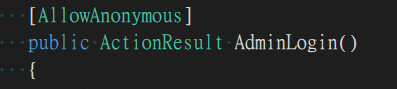 [AllowAnonymous]
public ActionResult AdminLogin()
{